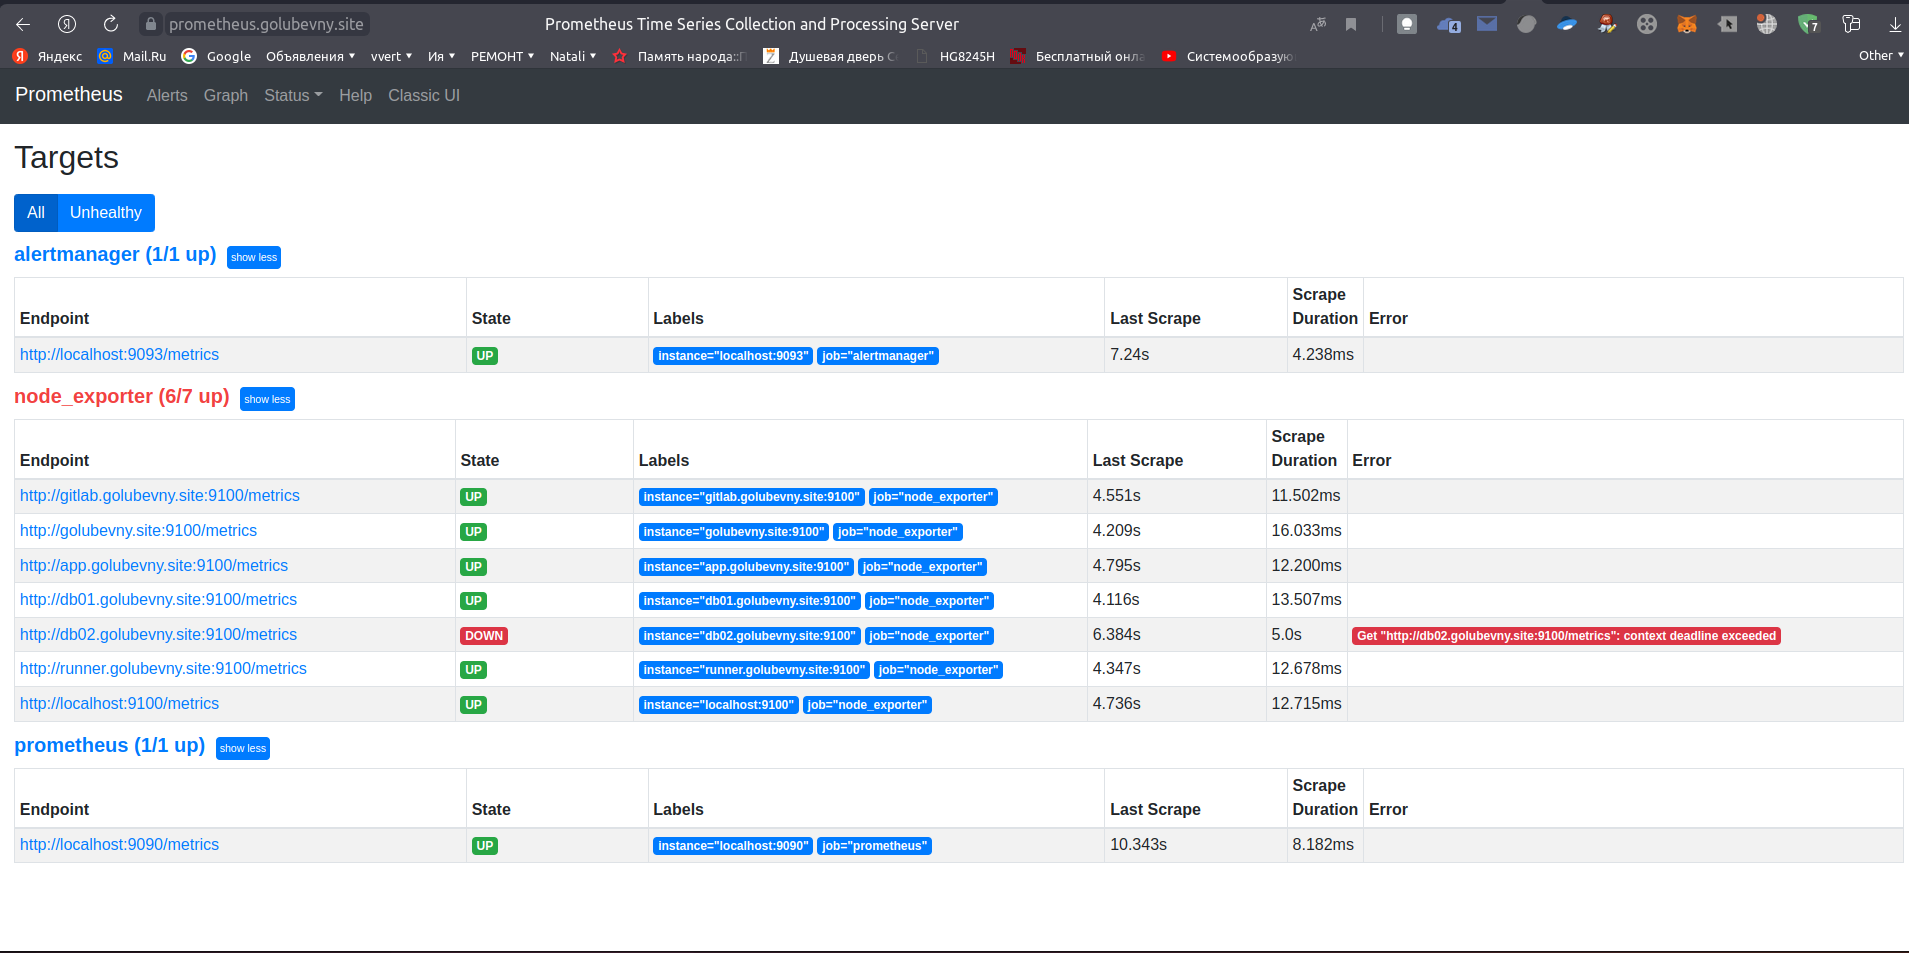 prometheus.golubevny.site
Prometheus Time Series Collection and Processing Server
4
7
Яндекс
Mail.Ru
Google
Объявления
vvert
Ия
РЕМОНТ
Natali
Память народа::
Душевая дверь
HG8245H
Бесплатный онла
Системообразую
Other
Prometheus Alerts Graph Status Help Classic UI
Targets
All Unhealthy
alertmanager (1/1 up) show less
Endpoint State Labels Last Scrape Scrape Duration Error
http://localhost:9093/metrics UP instance="localhost:9093" job="alertmanager" 7.24s 4.238ms
node_exporter (6/7 up) show less
Endpoint State Labels Last Scrape Scrape Duration Error
http://gitlab.golubevny.site:9100/metrics UP instance="gitlab.golubevny.site:9100" job="node_exporter" 4.551s 11.502ms
http://golubevny.site:9100/metrics UP instance="golubevny.site:9100" job="node_exporter" 4.209s 16.033ms
http://app.golubevny.site:9100/metrics UP instance="app.golubevny.site:9100" job="node_exporter" 4.795s 12.200ms
http://db01.golubevny.site:9100/metrics UP instance="db01.golubevny.site:9100" job="node_exporter" 4.116s 13.507ms
http://db02.golubevny.site:9100/metrics DOWN instance="db02.golubevny.site:9100" job="node_exporter" 6.384s 5.0s Get "http://db02.golubevny.site:9100/metrics": context deadline exceeded
http://runner.golubevny.site:9100/metrics UP instance="runner.golubevny.site:9100" job="node_exporter" 4.347s 12.678ms
http://localhost:9100/metrics UP instance="localhost:9100" job="node_exporter" 4.736s 12.715ms
prometheus (1/1 up) show less
Endpoint State Labels Last Scrape Scrape Duration Error
http://localhost:9090/metrics UP instance="localhost:9090" job="prometheus" 10.343s 8.182ms